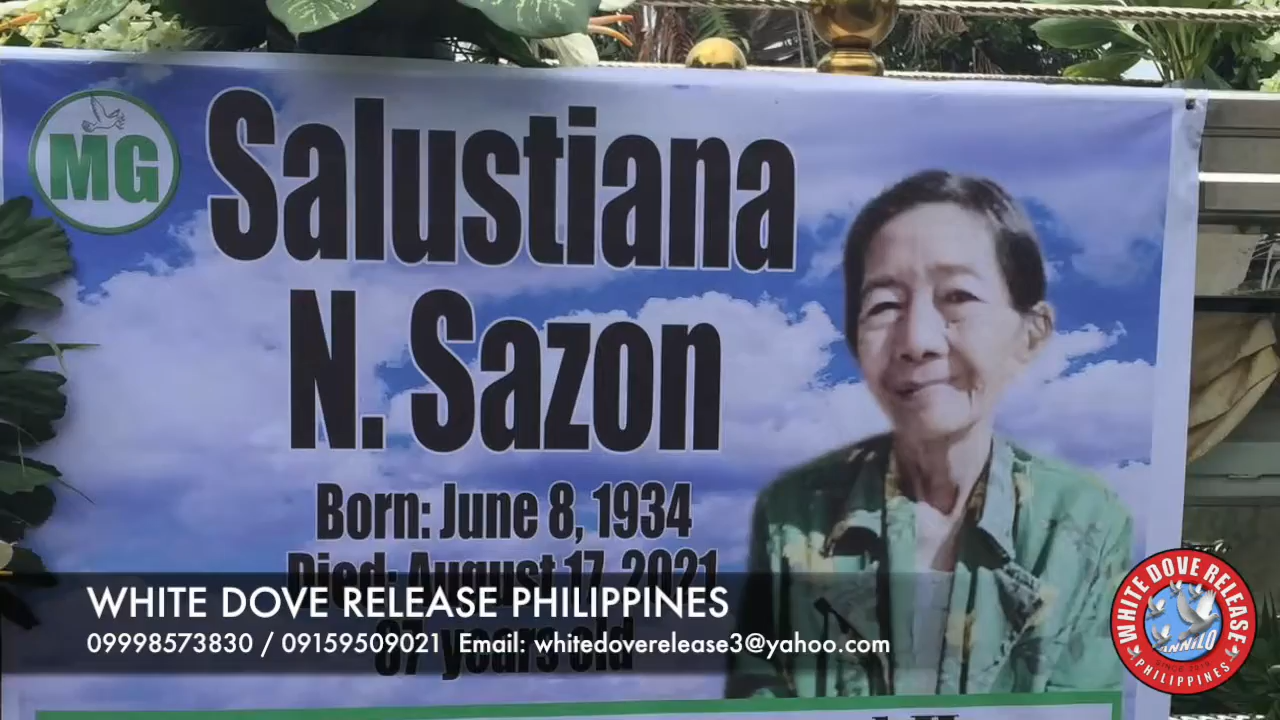 MG
Salustiana
N. Sazon
Born: June 8, 1934
Died: August 17, 2021
87 years old
WHITE DOVE RELEASE PHILIPPINES
09998573830 / 09159509021 Email: whitedoverelease3@yahoo.com
WHITE DOVE RELEASE
PHILIPPINES